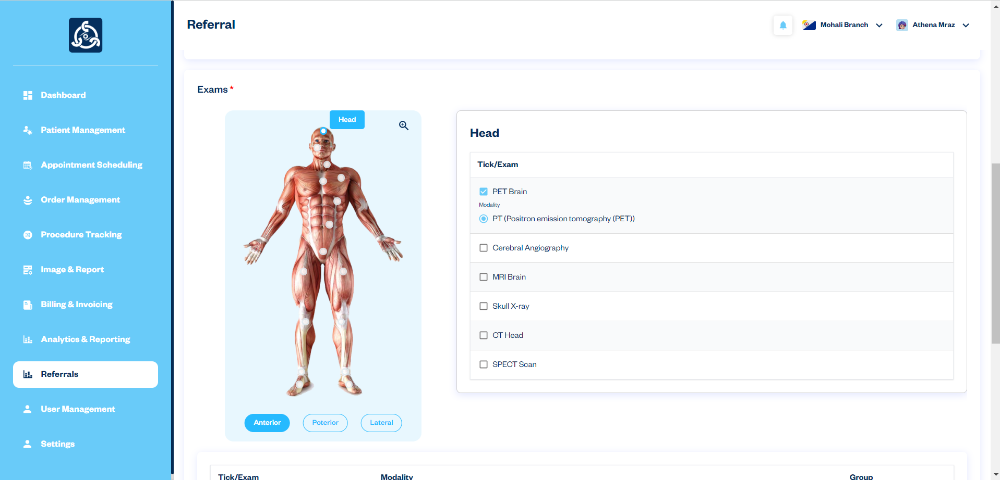 Referral
Mohali Branch
Athena Mraz
Dashboard
Patient Management
Appointment Scheduling
Order Management
Procedure Tracking
Image & Report
Billing & Invoicing
Analytics & Reporting
Referrals
User Management
Settings
Exams *
Head
Anterior
Poterior
Lateral
Head
Tick/Exam
PET Brain
Modality
PT (Positron emission tomography (PET))
Cerebral Angiography
MRI Brain
Skull X-ray
CT Head
SPECT Scan
Tick/Exam
Modality
Group